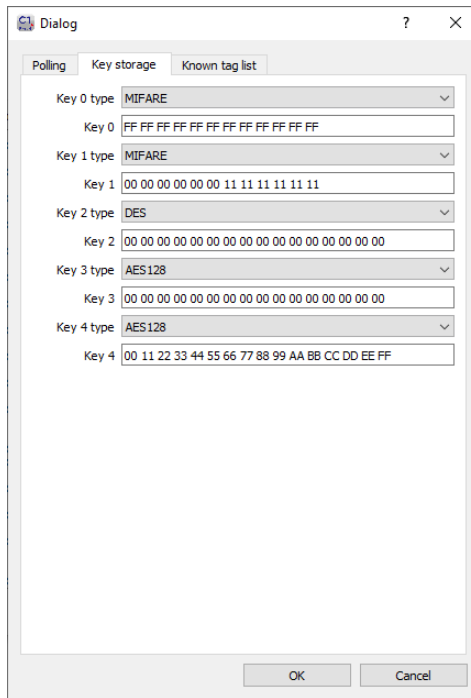 Dialog ?
Polling Key storage Known tag list
Key 0 type MIFARE
Key 0 FF FF FF FF FF FF FF FF FF FF FF FF
Key 1 type MIFARE
Key 1 00 00 00 00 00 00 11 11 11 11 11 11
Key 2 type DES
Key 2 00 00 00 00 00 00 00 00 00 00 00 00 00 00 00 00
Key 3 type AES128
Key 3 00 00 00 00 00 00 00 00 00 00 00 00 00 00 00 00
Key 4 type AES128
Key 4 00 11 22 33 44 55 66 77 88 99 AA BB CC DD EE FF
OK Cancel